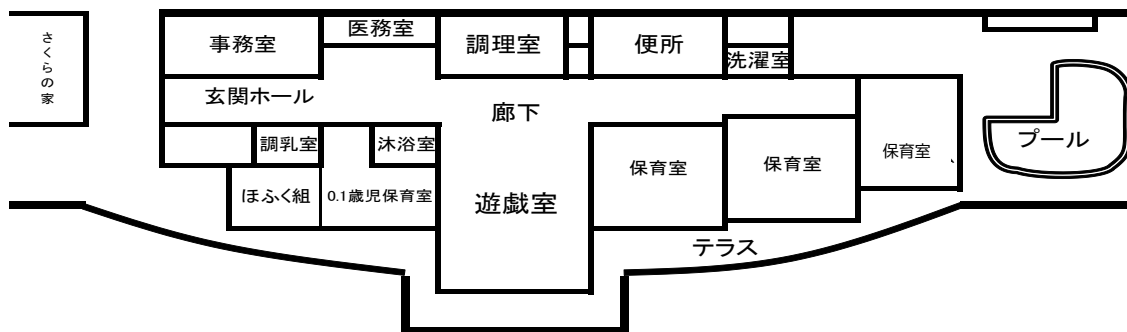 さくらの家
事務室
医務室
調理室
便所
洗濯室
玄関ホール
廊下
調乳室
沐浴室
保育室
保育室
保育室
プール
ほふく組
0.1歳児保育室
遊戯室
テラス